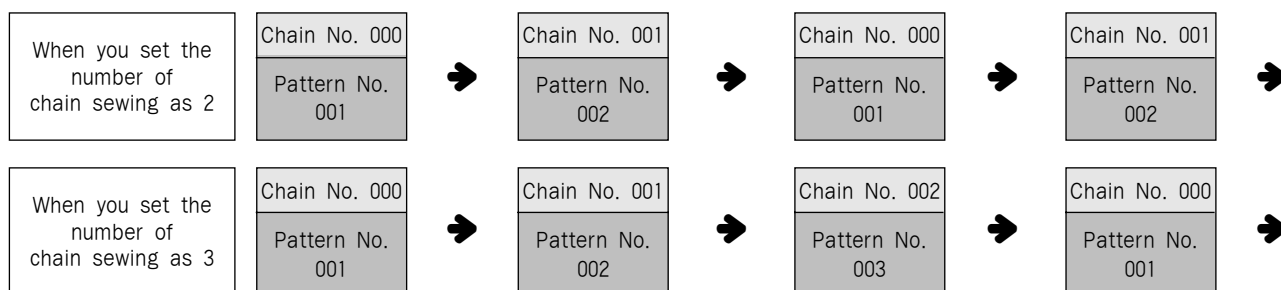 When you set the
number of
chain sewing as 2
Chain No. 000
Pattern No.
001
Chain No. 001
Pattern No.
002
Chain No. 000
Pattern No.
001
Chain No. 001
Pattern No.
002
When you set the
number of
chain sewing as 3
Chain No. 000
Pattern No.
001
Chain No. 001
Pattern No.
002
Chain No. 002
Pattern No.
003
Chain No. 000
Pattern No.
001